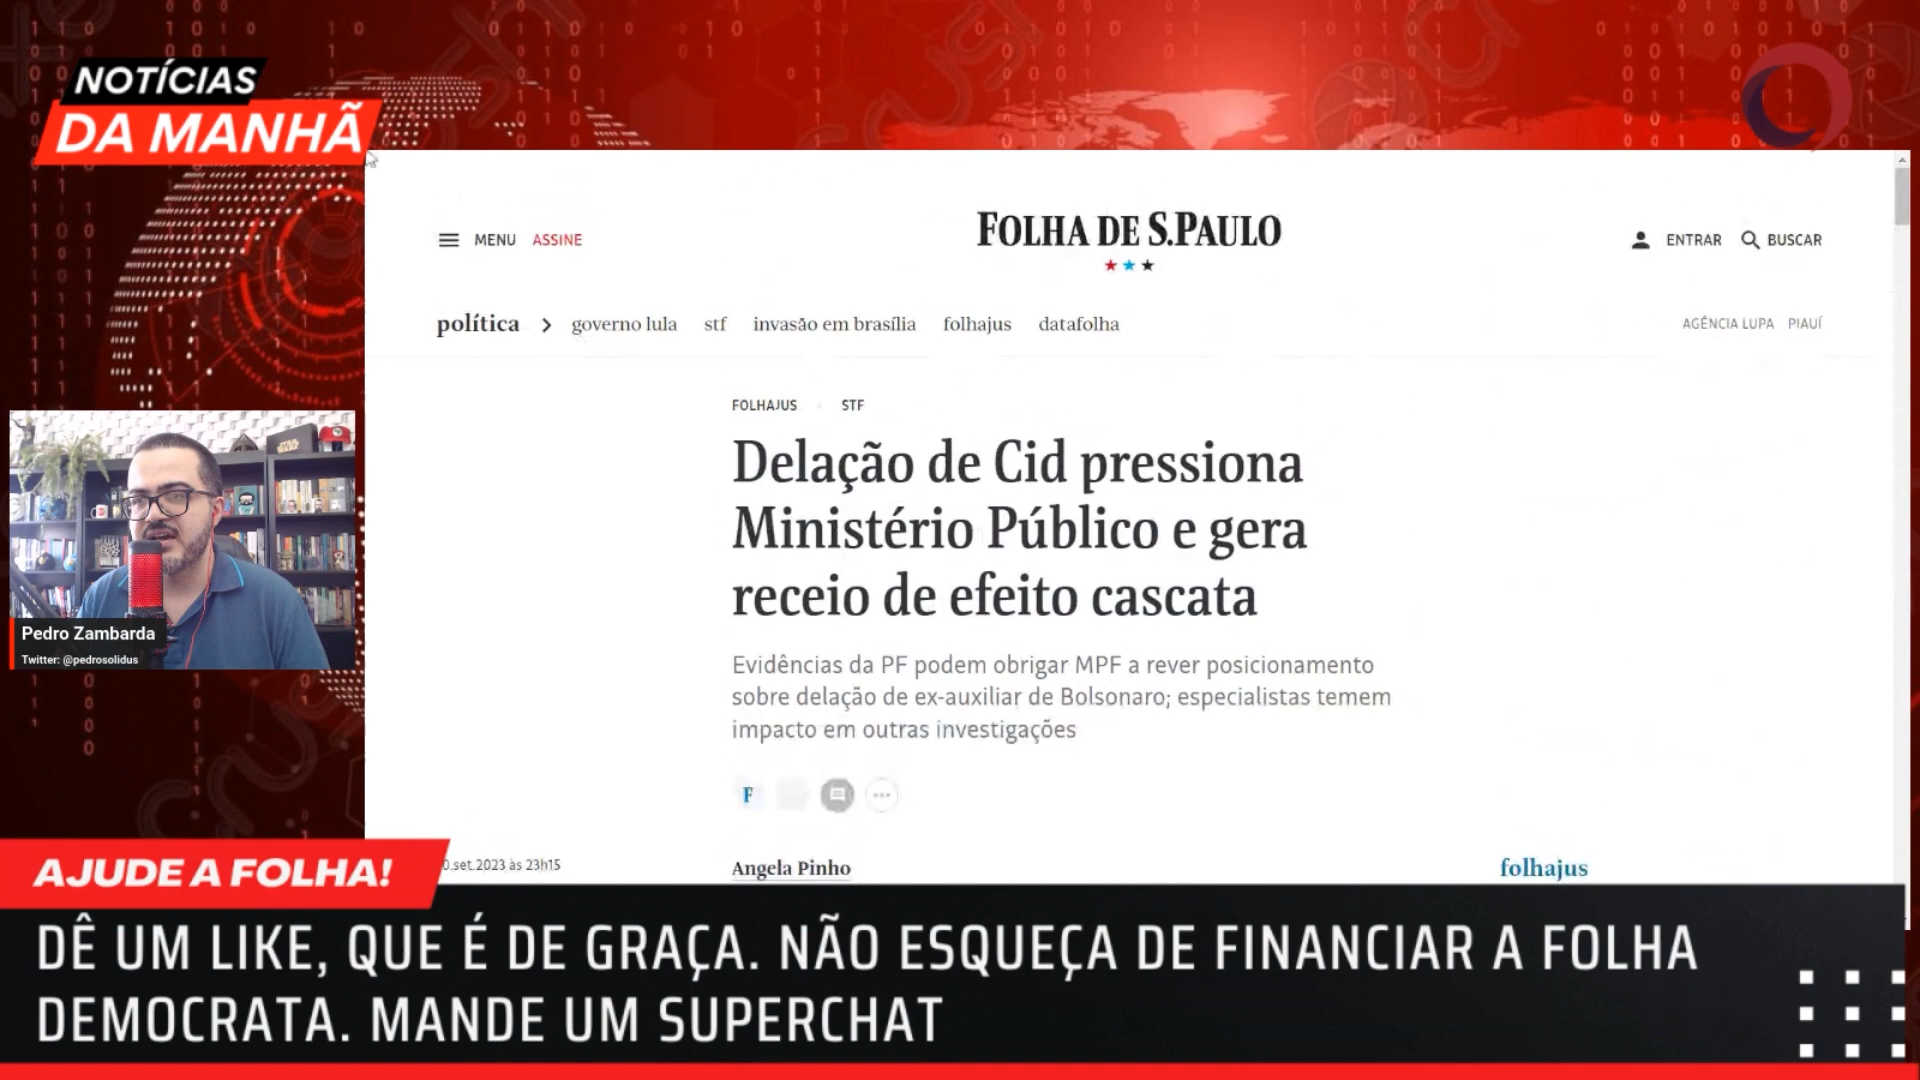 NOTÍCIAS
DA MANHÃ
FOLHA DE S.PAULO
MENU ASSINE
ENTRAR BUSCAR
política governo lula stf invasão em brasília folhajus datafolha
AGÊNCIA LUPA PIAUÍ
FOLHAJUS STF
Delação de Cid pressiona
Ministério Público e gera
receio de efeito cascata
Evidências da PF podem obrigar MPF a rever posicionamento
sobre delação de ex-auxiliar de Bolsonaro; especialistas temem
impacto em outras investigações
F
Pedro Zambarda
Twitter: @pedrosolidus
0.set.2023 às 23h15
Angela Pinho
folhajus
AJUDE A FOLHA!
DÊ UM LIKE, QUE É DE GRAÇA. NÃO ESQUEÇA DE FINANCIAR A FOLHA
DEMOCRATA. MANDE UM SUPERCHAT